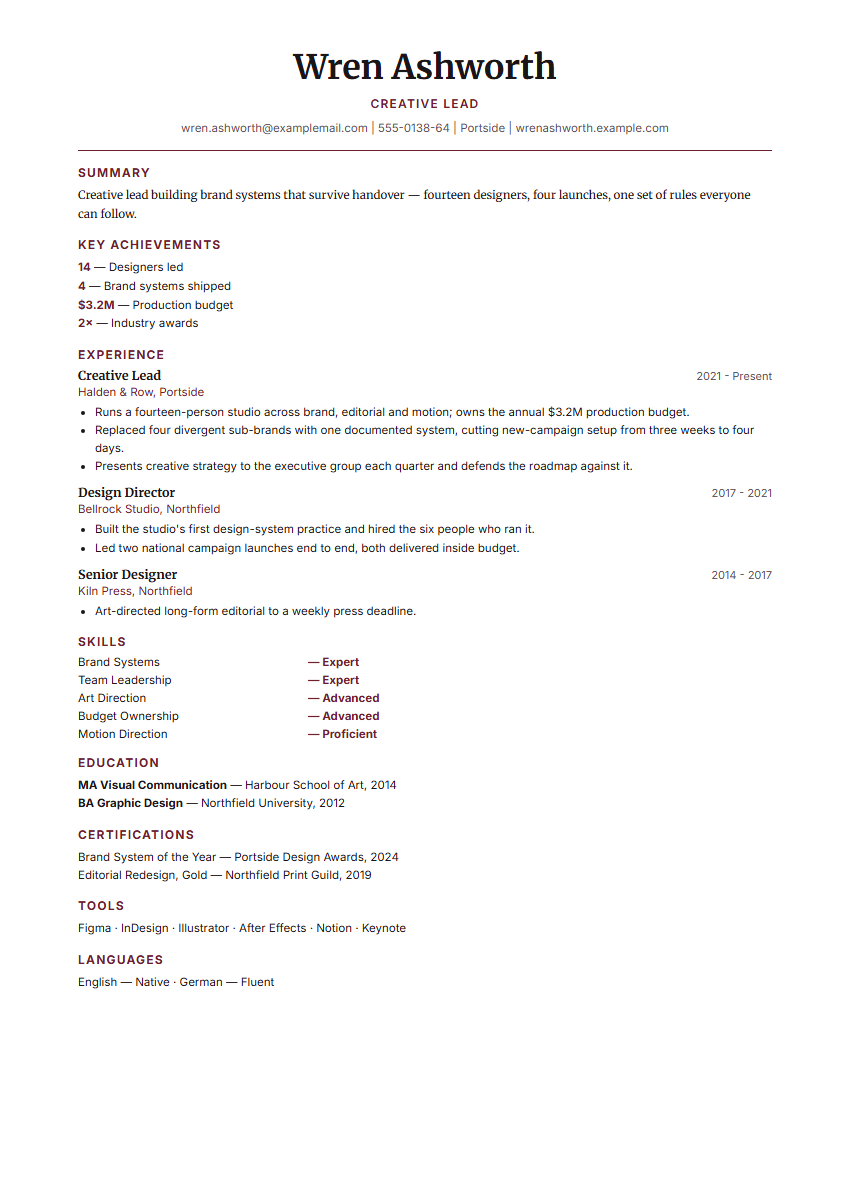 Wren Ashworth
CREATIVE LEAD
wren.ashworth@examplemail.com | 555-0138-64 | Portside | wrenashworth.example.com
SUMMARY
Creative lead building brand systems that survive handover — fourteen designers, four launches, one set of rules everyone
can follow.
KEY ACHIEVEMENTS
14 — Designers led
4 — Brand systems shipped
$3.2M — Production budget
2× — Industry awards
EXPERIENCE
Creative Lead 2021 - Present
Halden & Row, Portside
• Runs a fourteen-person studio across brand, editorial and motion; owns the annual $3.2M production budget.
• Replaced four divergent sub-brands with one documented system, cutting new-campaign setup from three weeks to four
days.
• Presents creative strategy to the executive group each quarter and defends the roadmap against it.
Design Director 2017 - 2021
Bellrock Studio, Northfield
• Built the studio's first design-system practice and hired the six people who ran it.
• Led two national campaign launches end to end, both delivered inside budget.
Senior Designer 2014 - 2017
Kiln Press, Northfield
• Art-directed long-form editorial to a weekly press deadline.
SKILLS
Brand Systems — Expert
Team Leadership — Expert
Art Direction — Advanced
Budget Ownership — Advanced
Motion Direction — Proficient
EDUCATION
MA Visual Communication — Harbour School of Art, 2014
BA Graphic Design — Northfield University, 2012
CERTIFICATIONS
Brand System of the Year — Portside Design Awards, 2024
Editorial Redesign, Gold — Northfield Print Guild, 2019
TOOLS
Figma · InDesign · Illustrator · After Effects · Notion · Keynote
LANGUAGES
English — Native · German — Fluent